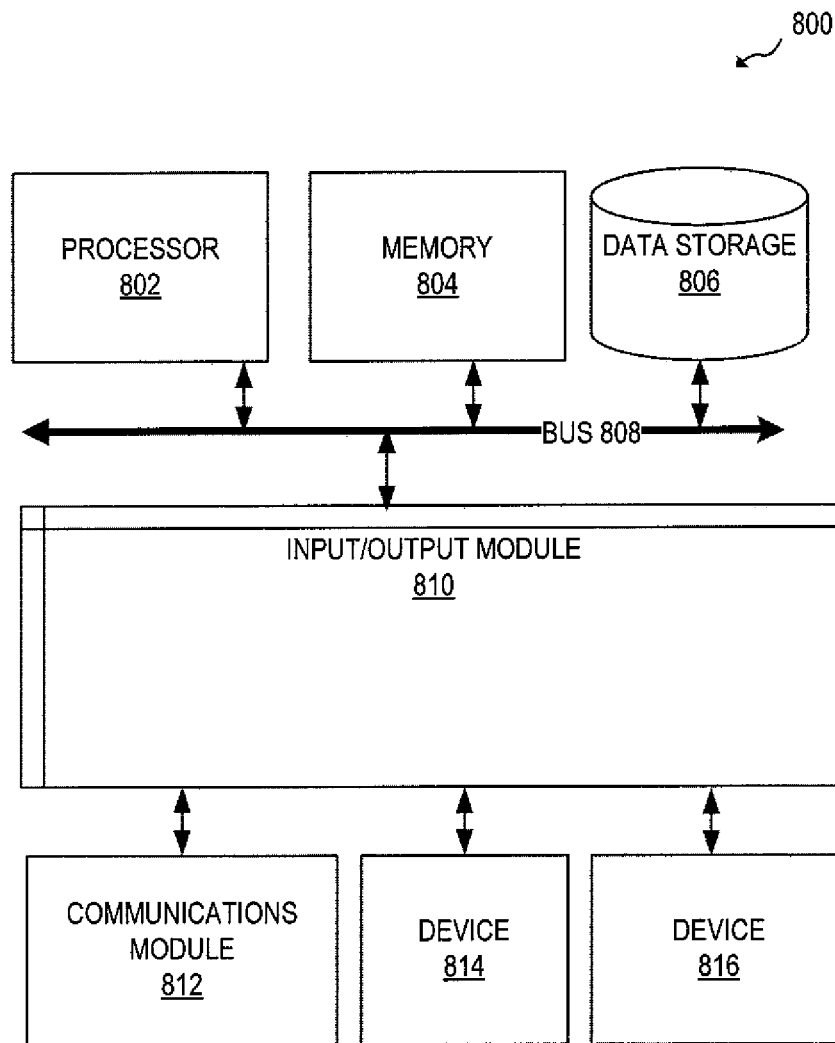 800
PROCESSOR
802
MEMORY
804
DATA STORAGE
806
BUS 808
INPUT/OUTPUT MODULE
810
COMMUNICATIONS
MODULE
812
DEVICE
814
DEVICE
816